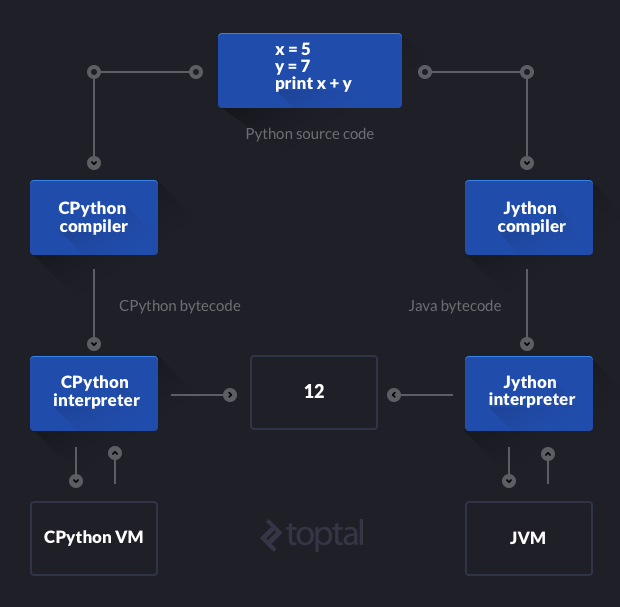 x = 5
y = 7
print x + y
Python source code
CPython
compiler
Jython
compiler
CPython bytecode
Java bytecode
CPython
interpreter
12
Jython
interpreter
CPython VM
toptal
JVM